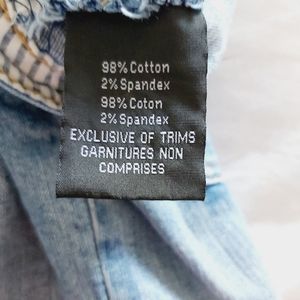 98% Cotton
2% Spandex
98% Coton
2% Spandex
EXCLUSIVE OF TRIMS
GARNITURES NON
COMPRISES